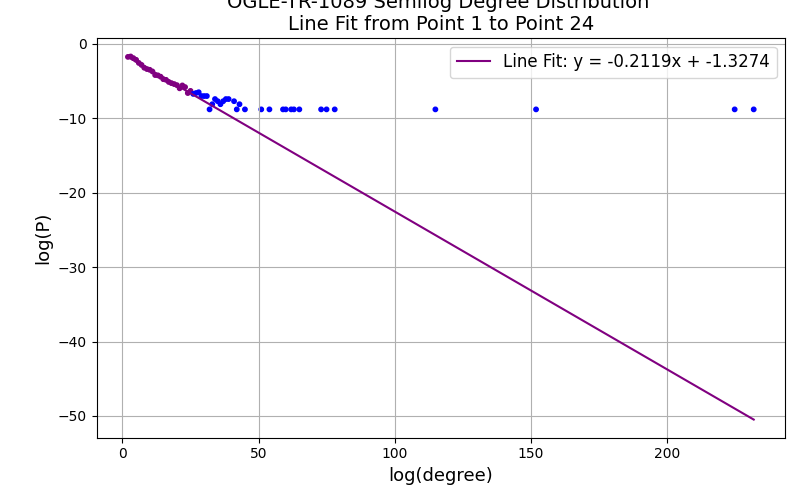 OGLE-TR-1089 Semilog Degree Distribution
Line Fit from Point 1 to Point 24
Line Fit: y = -0.2119x + -1.3274
log(P)
0
−10
−20
−30
−40
−50
0 50 100 150 200
log(degree)